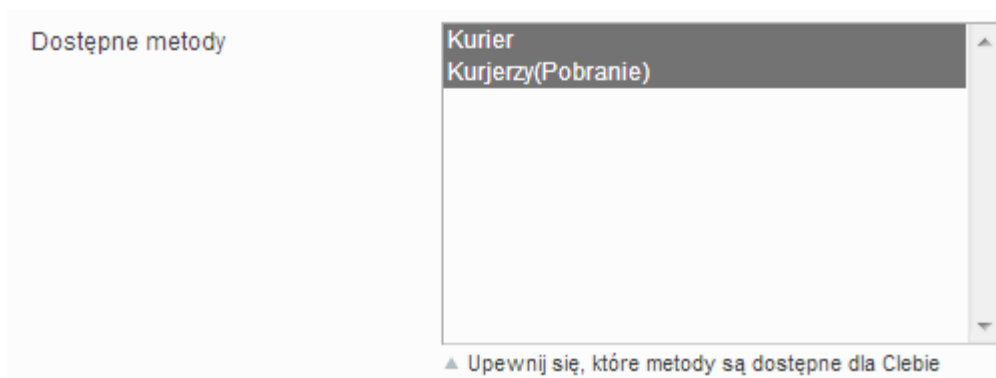 Dostępne metody
Kurier
Kurjerzy(Pobranie)
Upewnij się, które metody są dostępne dla Clebie